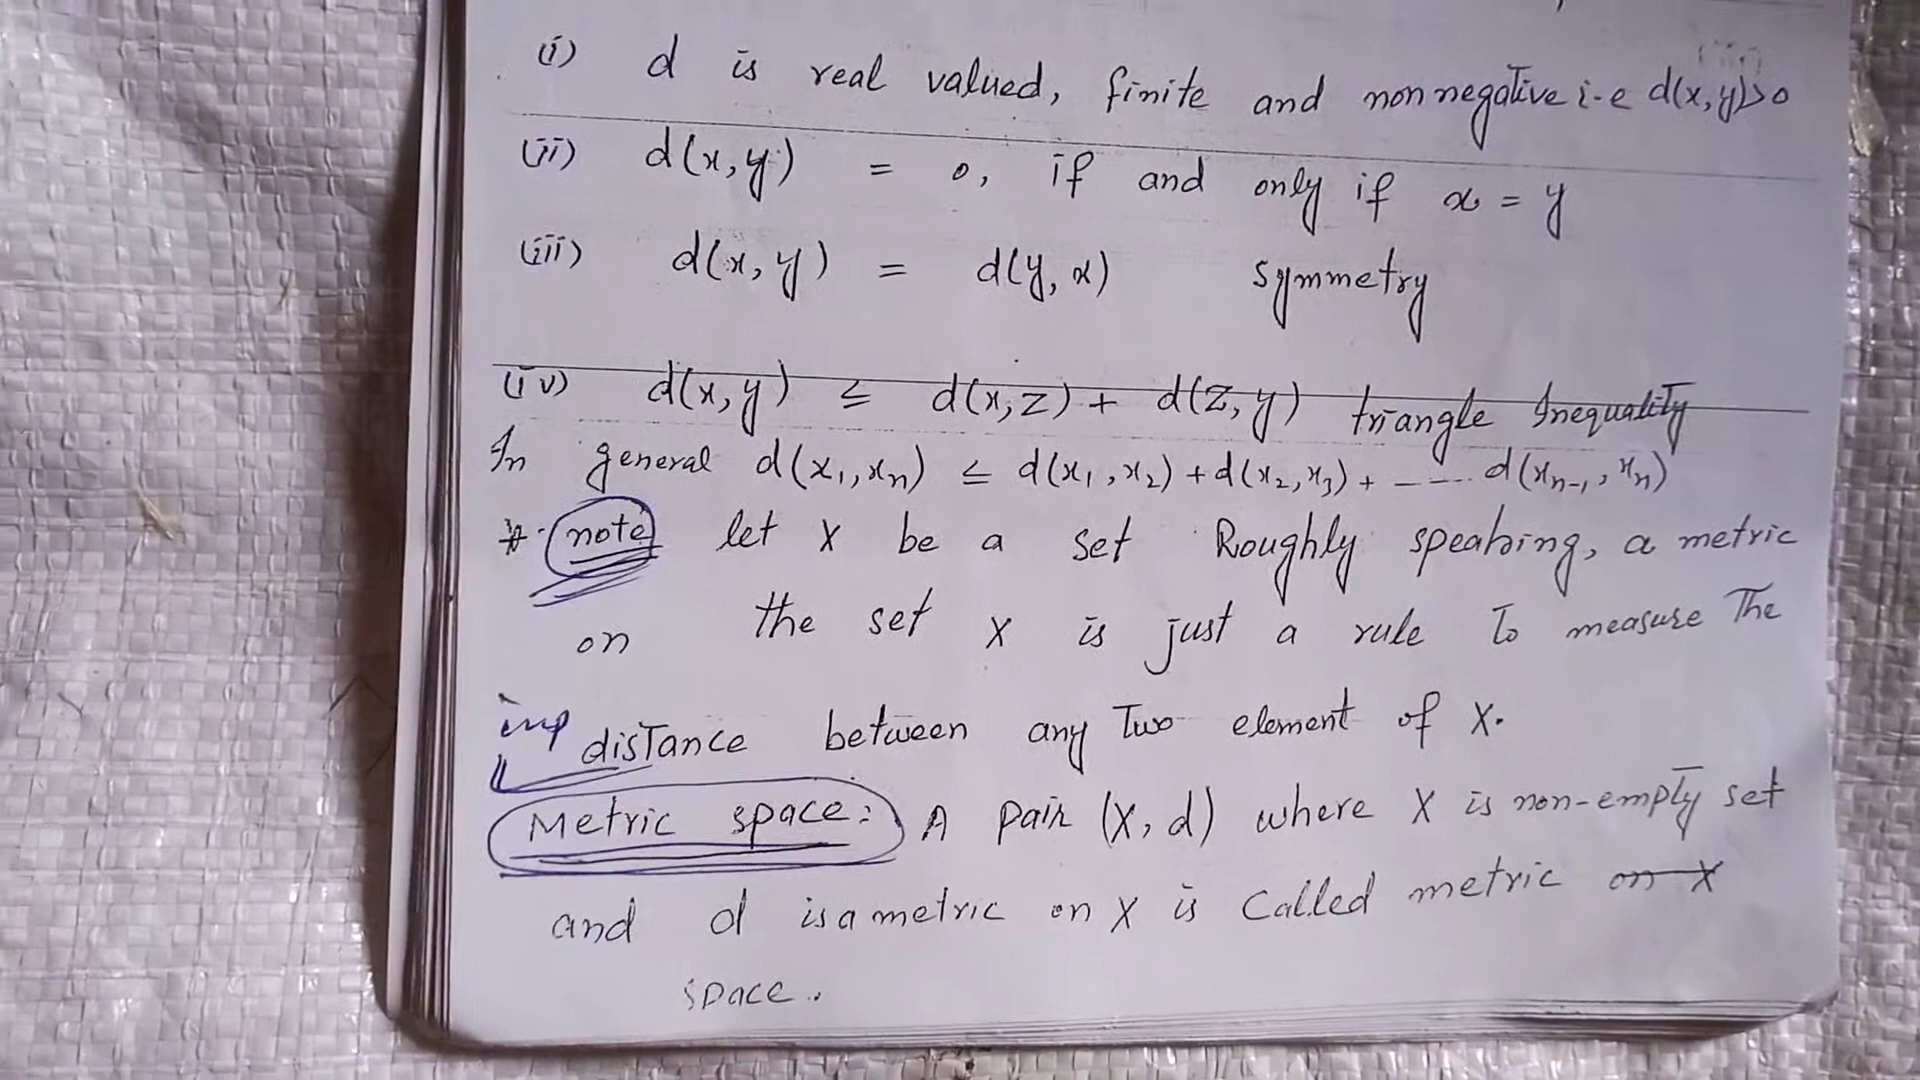 (i) d is real valued, finite and nonnegative i-e d(x,y)>0
(ii) d(x,y) = 0, if and only if x = y
(iii) d(x,y) = d(y,x) symmetry
(iv) d(x,y) ≤ d(x,z) + d(z,y) triangle Inequality
In general d(x₁,xₙ) ≤ d(x₁,x₂) + d(x₂,x₃) + ---- d(xₙ₋₁,xₙ)
* note let X be a set Roughly speaking, a metric
on the set X is just a rule to measure The
imp distance between any Two element of X.
Metric space: A pair (X,d) where X is non-empty set
and d is a metric on X is Called metric on X
space.